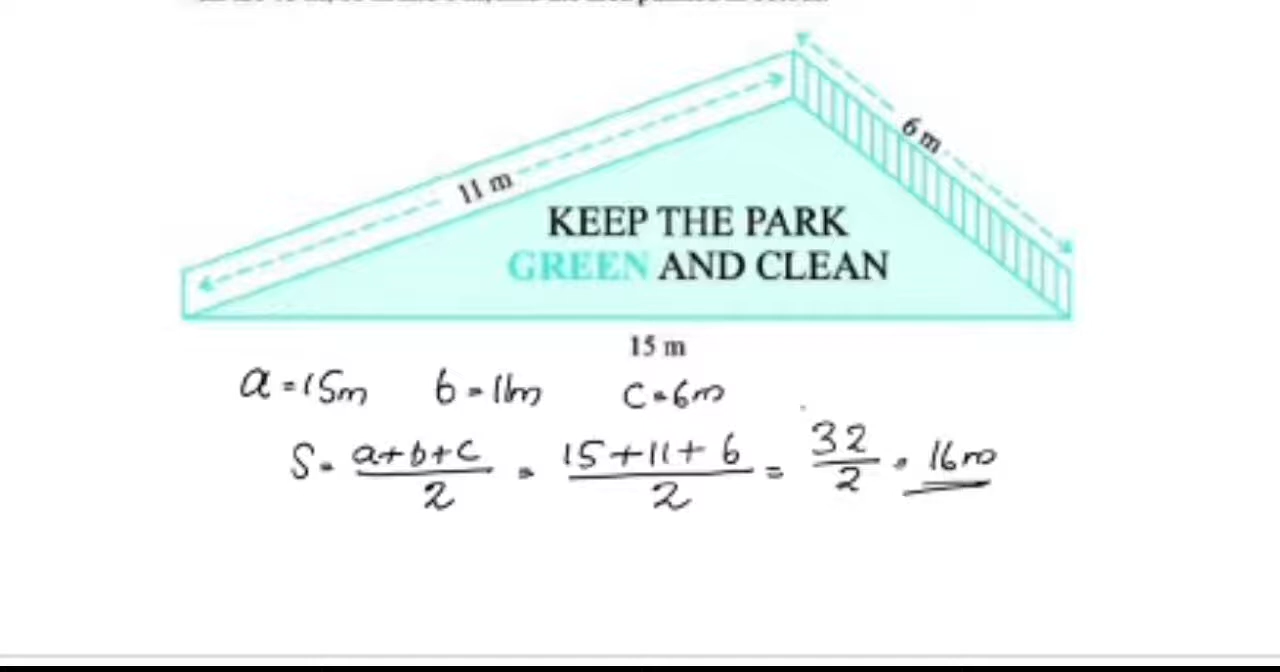 11 m
6 m
KEEP THE PARK
GREEN AND CLEAN
15 m
a = 15m b = 11m c = 6m
S = a+b+c/2 = 15+11+6/2 = 32/2 = 16m